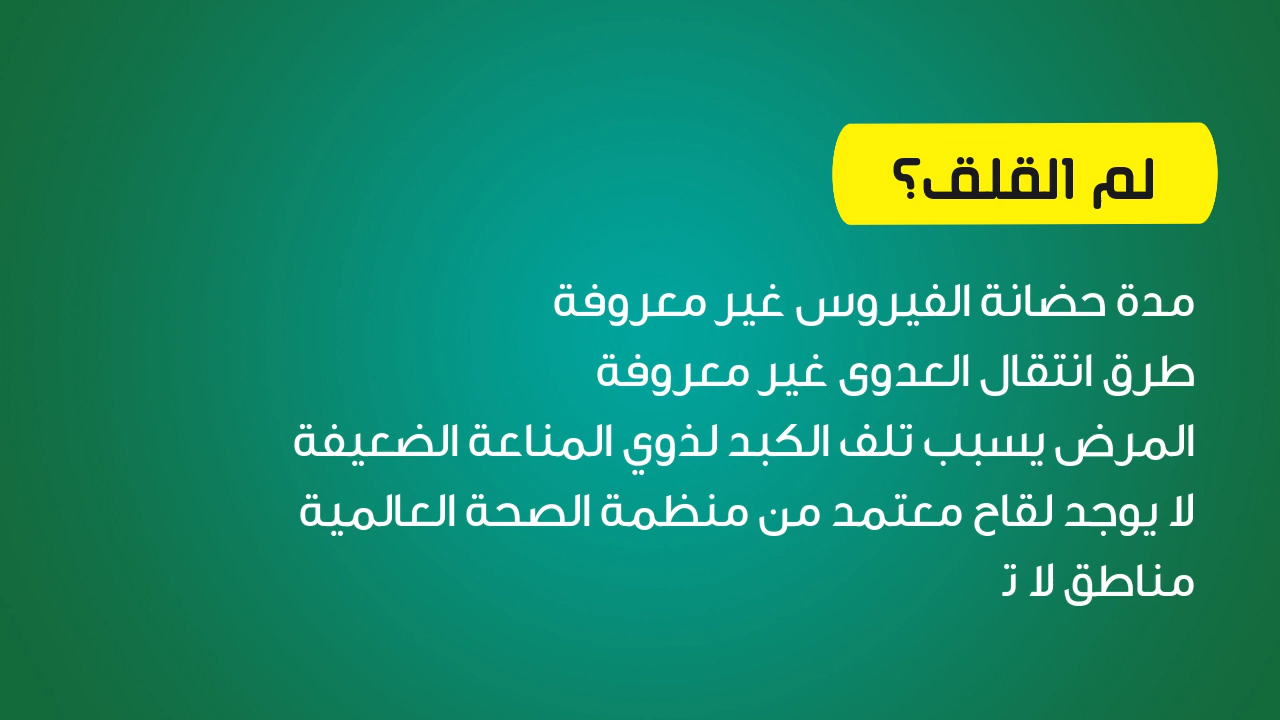 لم القلق؟
مدة حضانة الفيروس غير معروفة
طرق انتقال العدوى غير معروفة
المرض يسبب تلف الكبد لذوي المناعة الضعيفة
لا يوجد لقاح معتمد من منظمة الصحة العالمية
مناطق لا ت